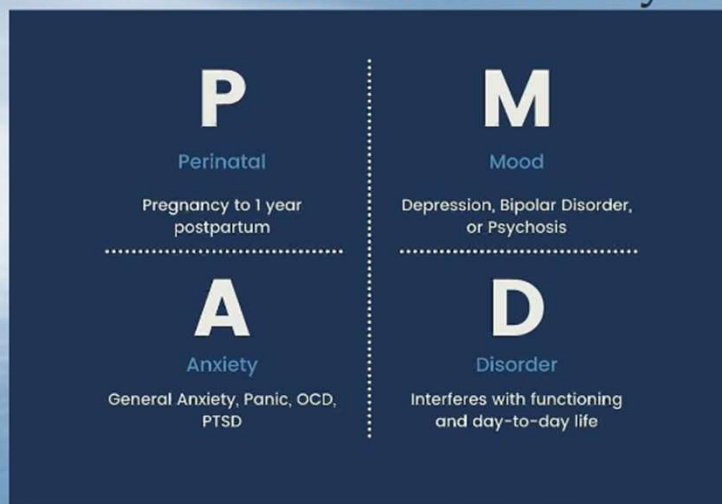 P
Perinatal
Pregnancy to 1 year
postpartum
M
Mood
Depression, Bipolar Disorder,
or Psychosis
A
Anxiety
General Anxiety, Panic, OCD,
PTSD
D
Disorder
Interferes with functioning
and day-to-day life